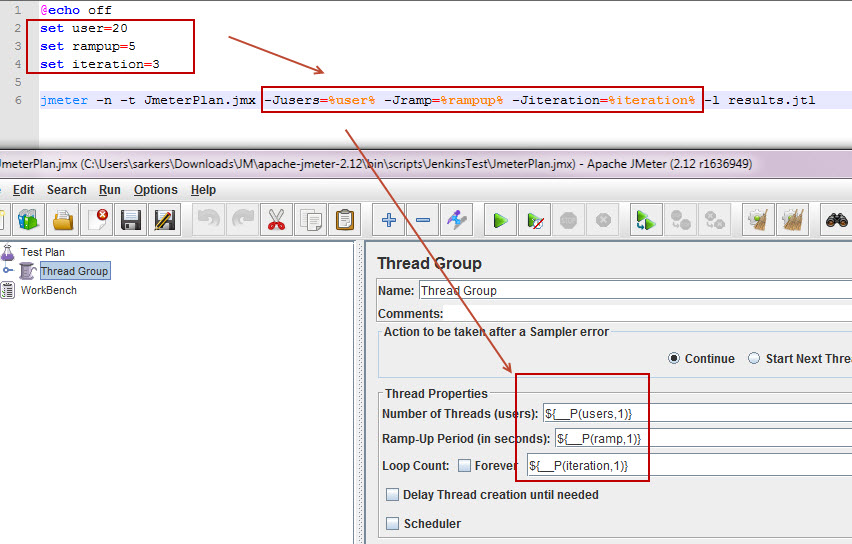 1 @echo off
2 set user=20
3 set rampup=5
4 set iteration=3
5
6 jmeter -n -t JmeterPlan.jmx -Jusers=%user% -Jramp=%rampup% -Jiteration=%iteration% -l results.jtl
JmeterPlan.jmx (C:\Users\sarkers\Downloads\JM\apache-jmeter-2.12\bin\scripts\JenkinsTest\JmeterPlan.jmx) - Apache JMeter (2.12 r1636949)
Edit Search Run Options Help
Test Plan
Thread Group
WorkBench
Thread Group
Name: Thread Group
Comments:
Action to be taken after a Sampler error
Continue Start Next Threa
Thread Properties
Number of Threads (users): ${__P(users,1)}
Ramp-Up Period (in seconds): ${__P(ramp,1)}
Loop Count: Forever ${__P(iteration,1)}
Delay Thread creation until needed
Scheduler